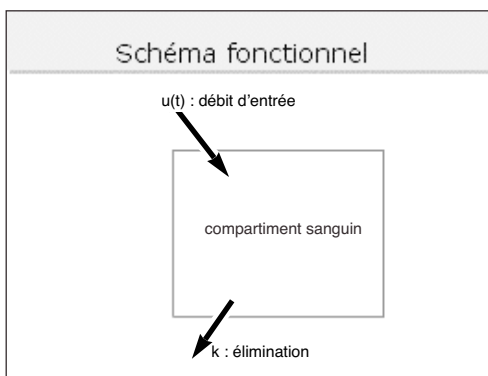 Schéma fonctionnel
u(t) : débit d'entrée
compartiment sanguin
k : élimination